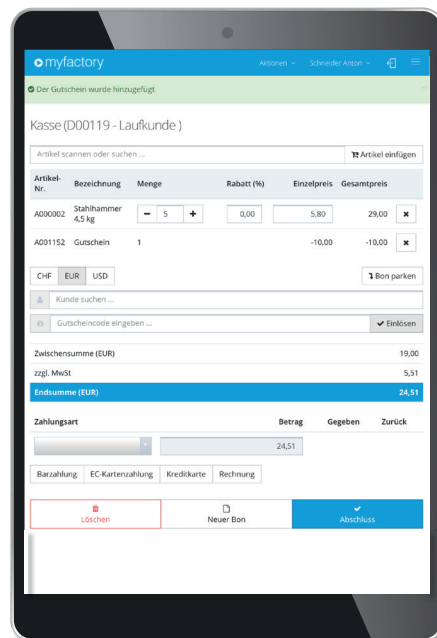 myfactory
Aktionen Schneider Anton
Der Gutschein wurde hinzugefügt
Kasse (D00119 - Laufkunde )
Artikel scannen oder suchen ... Artikel einfügen
Artikel-Nr. Bezeichnung Menge Rabatt (%) Einzelpreis Gesamtpreis
A000002 Stahlhammer 4,5 kg 5 0,00 5,80 29,00
A001152 Gutschein 1 -10,00 -10,00
CHF EUR USD Bon parken
Kunde suchen ...
Gutscheincode eingeben ... Einlösen
Zwischensumme (EUR) 19,00
zzgl. MwSt 5,51
Endsumme (EUR) 24,51
Zahlungsart Betrag Gegeben Zurück
24,51
Barzahlung EC-Kartenzahlung Kreditkarte Rechnung
Löschen Neuer Bon Abschluss